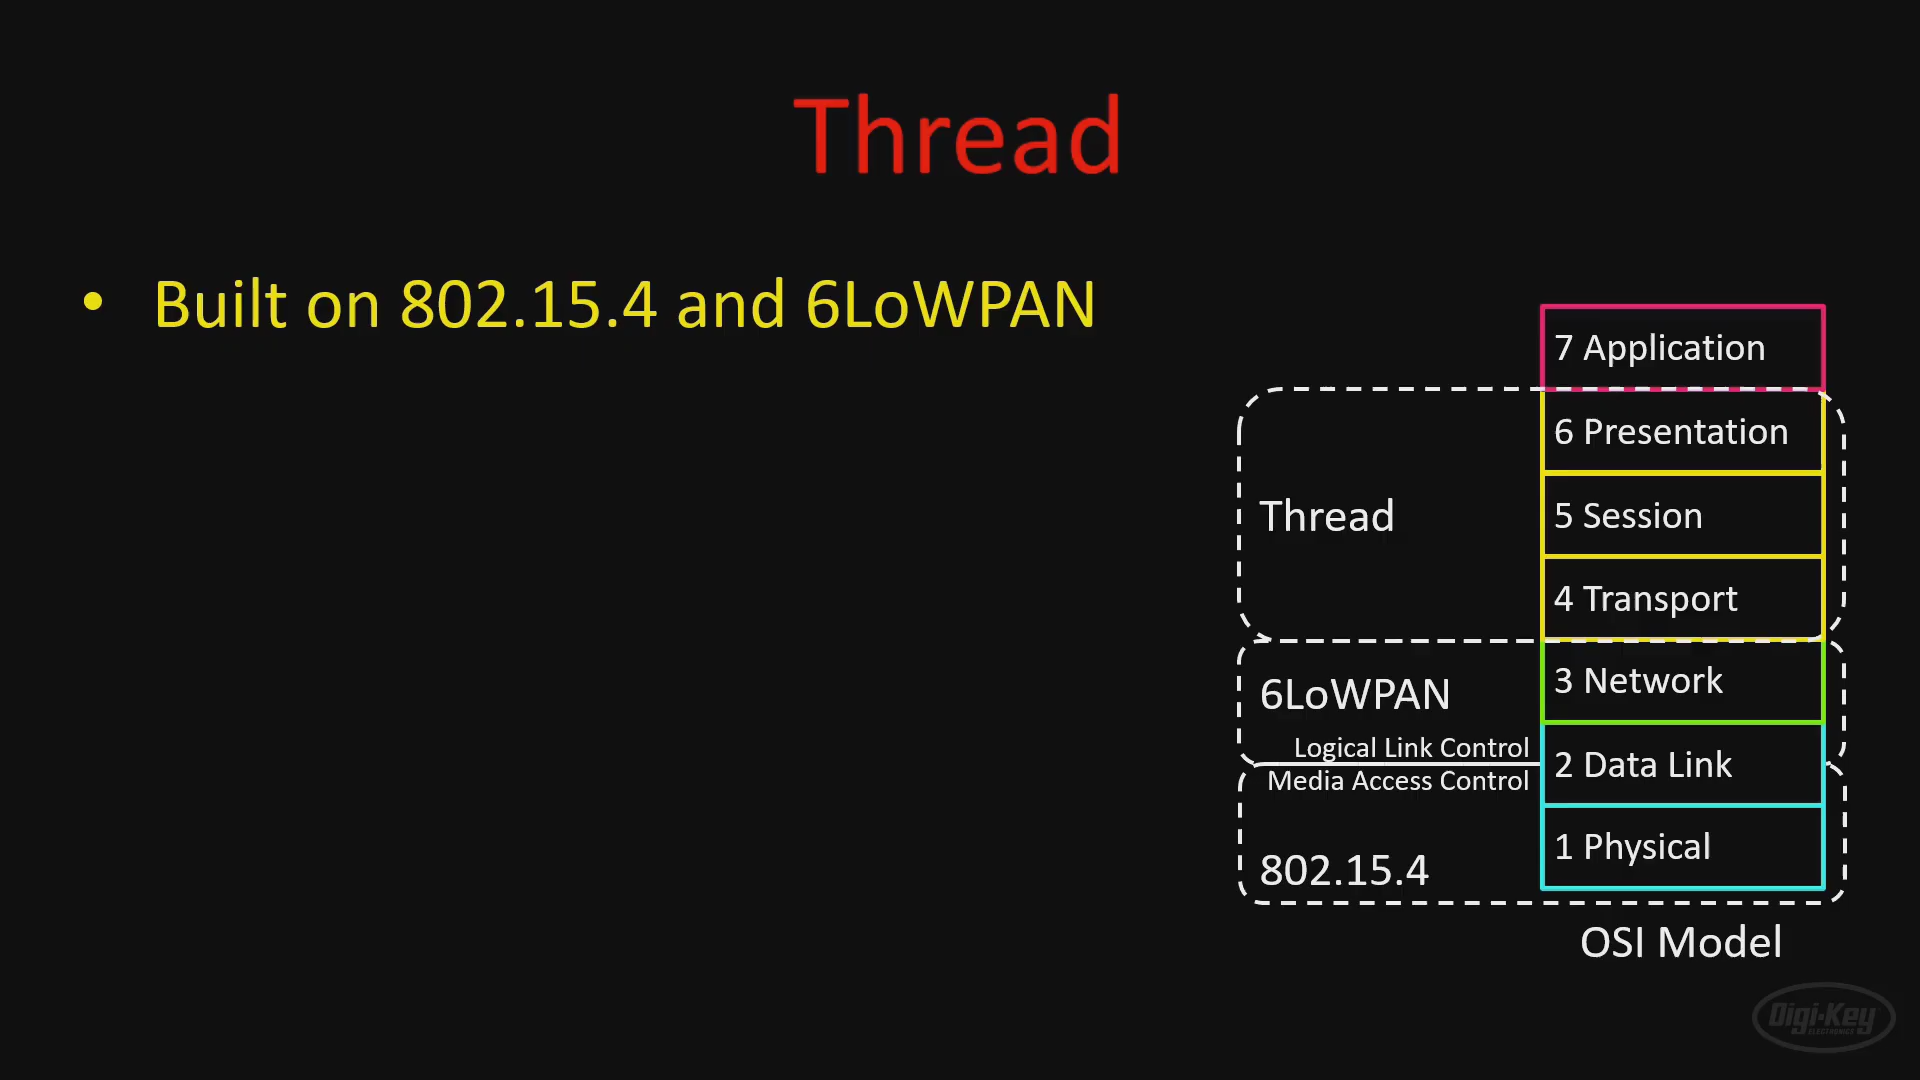 Thread
• Built on 802.15.4 and 6LoWPAN
7 Application
6 Presentation
Thread
5 Session
4 Transport
3 Network
6LoWPAN
Logical Link Control
2 Data Link
Media Access Control
1 Physical
802.15.4
OSI Model
Digi-Key
ELECTRONICS